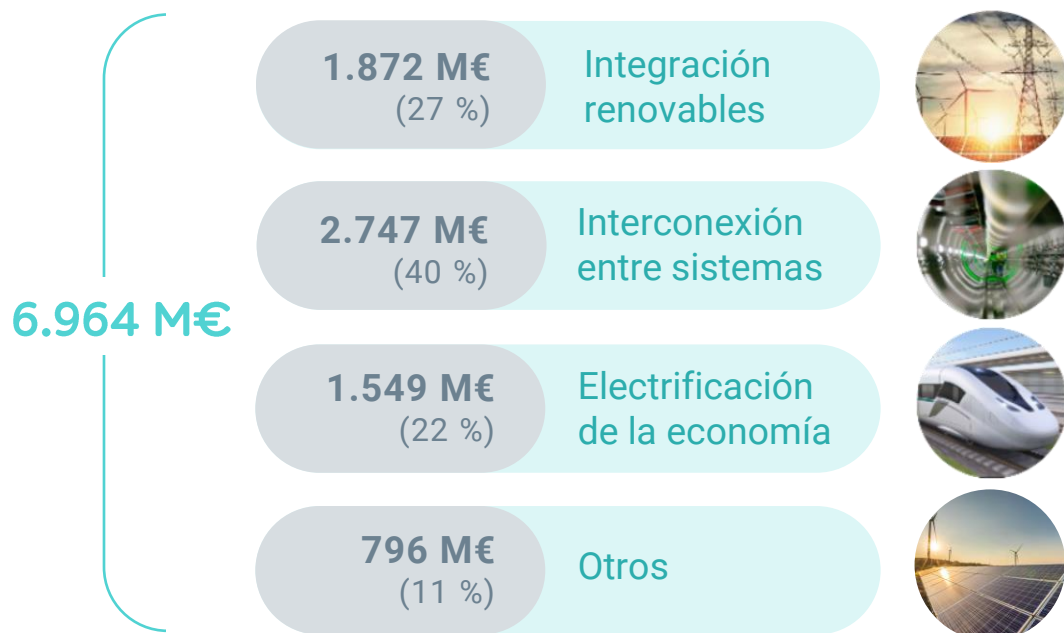 6.964 M€
1.872 M€
(27 %)
Integración
renovables
2.747 M€
(40 %)
Interconexión
entre sistemas
1.549 M€
(22 %)
Electrificación
de la economía
796 M€
(11 %)
Otros